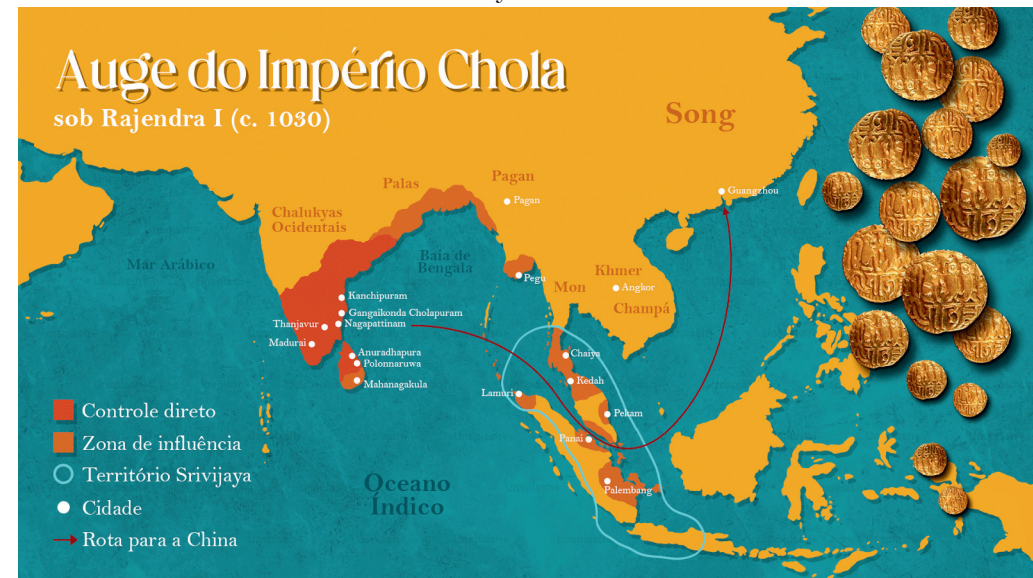 Auge do Império Chola
sob Rajendra I (c. 1030)
Song
Pagan
Palas
Pagan
Guangzhou
Chalukyas
Ocidentais
Mar Arábico
Baía de
Bengala
Pegu
Khmer
Mon
Angkor
Champá
Kanchipuram
Gangaikonda Cholapuram
Thanjavur
Nagapattinam
Madurai
Anuradhapura
Polonnaruwa
Mahanagakula
Chaiya
Kedah
Lamuri
Pekam
Panai
Palembang
Controle direto
Zona de influência
Território Srivijaya
Cidade
Rota para a China
Oceano
Índico